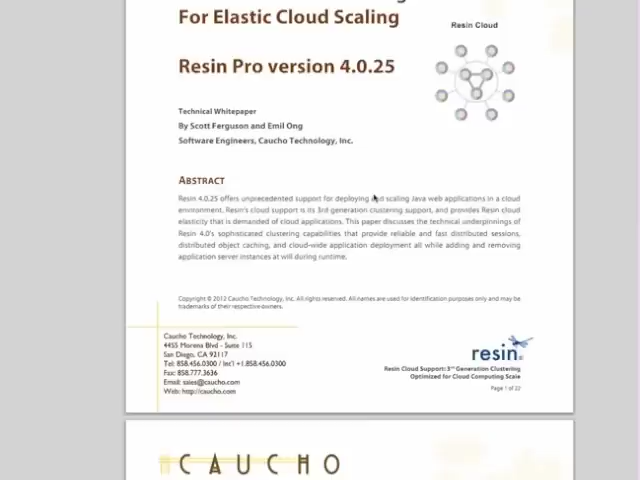 For Elastic Cloud Scaling
Resin Cloud
Resin Pro version 4.0.25
Technical Whitepaper
By Scott Ferguson and Emil Ong
Software Engineers, Caucho Technology, Inc.
ABSTRACT
Resin 4.0.25 offers unprecedented support for deploying and scaling Java web applications in a cloud
environment. Resin's cloud support is its 3rd generation clustering support, and provides Resin cloud
elasticity that is demanded of cloud applications. This paper discusses the technical underpinnings of
Resin 4.0's sophisticated clustering capabilities that provide reliable and fast distributed sessions,
distributed object caching, and cloud-wide application deployment all while adding and removing
application server instances at will during runtime.
Copyright © 2012 Caucho Technology, Inc. All rights reserved. All names are used for identification purposes only and may be
trademarks of their respective owners.
Caucho Technology, Inc.
4455 Morena Blvd - Suite 115
San Diego, CA 92117
Tel: 858.456.0300 / Int'l +1.858.456.0300
Fax: 858.777.3636
Email: sales@caucho.com
Web: http://caucho.com
resin®
Resin Cloud Support: 3rd Generation Clustering
Optimized for Cloud Computing Scale
Page 1 of 22
CAUCHO